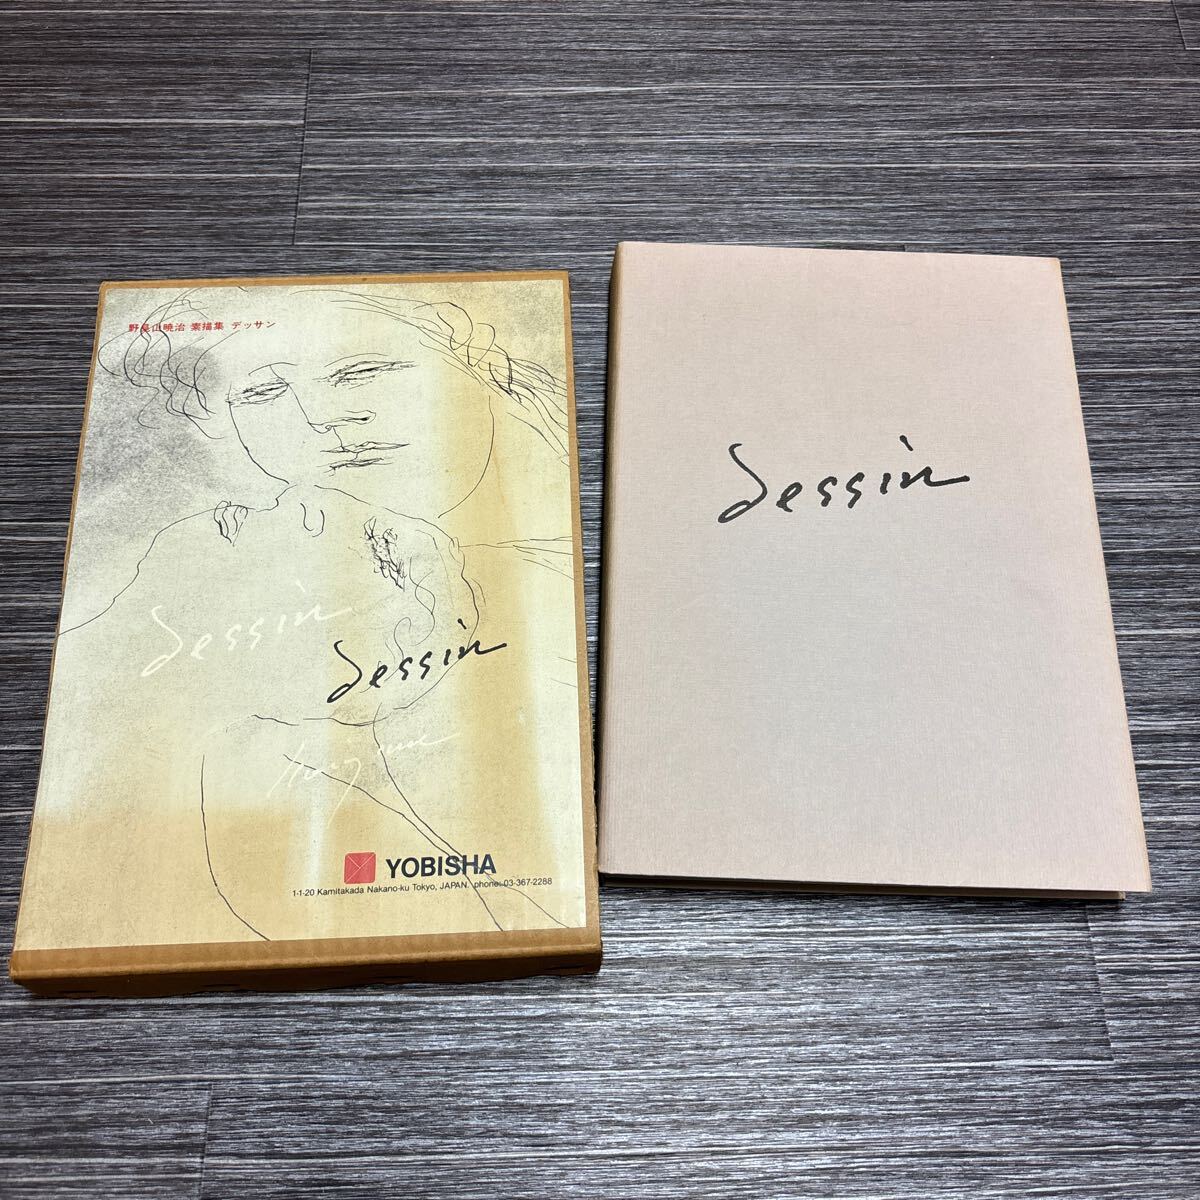 野見山暁治 素描集 デッサン
dessin
dessin
YOBISHA
1-1-20 Kamitakada Nakano-ku Tokyo, JAPAN. phone: 03-367-2288
dessin